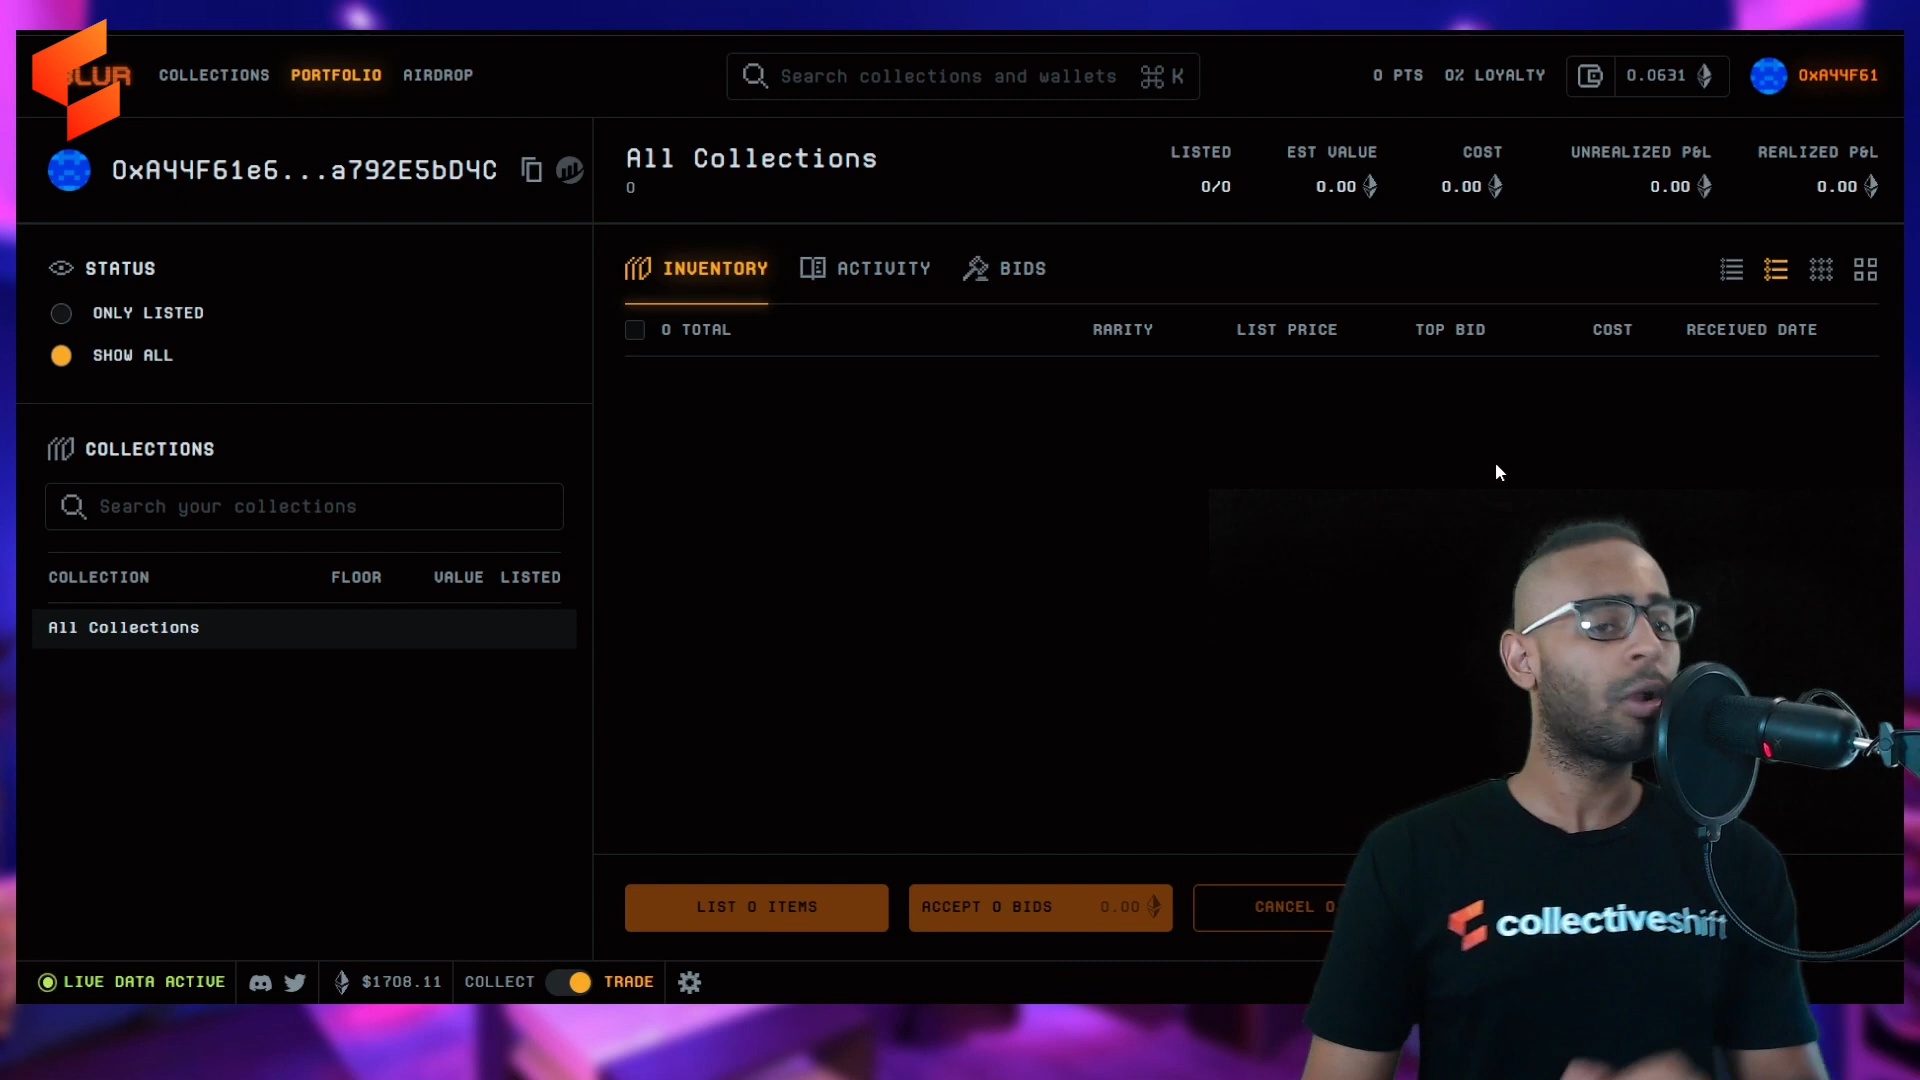 BLUR COLLECTIONS PORTFOLIO AIRDROP Search collections and wallets ⌘ K 0 PTS 0% LOYALTY 0.0631 0xA44F61
0xA44F61e6...a792E5bD4C
All Collections
0
LISTED EST VALUE COST UNREALIZED P&L REALIZED P&L
0/0 0.00 0.00 0.00 0.00
STATUS
ONLY LISTED
SHOW ALL
COLLECTIONS
Search your collections
COLLECTION FLOOR VALUE LISTED
All Collections
INVENTORY ACTIVITY BIDS
0 TOTAL RARITY LIST PRICE TOP BID COST RECEIVED DATE
LIST 0 ITEMS ACCEPT 0 BIDS 0.00 CANCEL 0
collectiveshift
LIVE DATA ACTIVE $1708.11 COLLECT TRADE